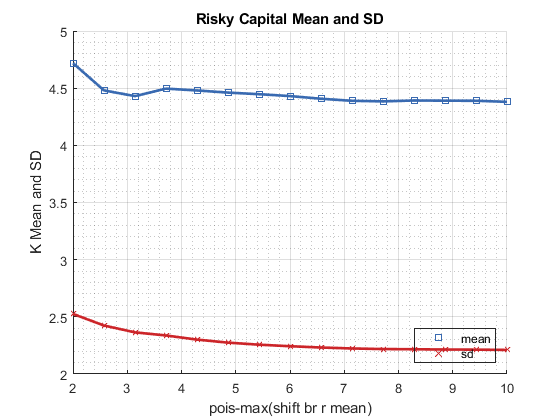 Risky Capital Mean and SD
5
4.5
4
3.5
3
2.5
2
K Mean and SD
mean
sd
2 3 4 5 6 7 8 9 10
pois-max(shift br r mean)